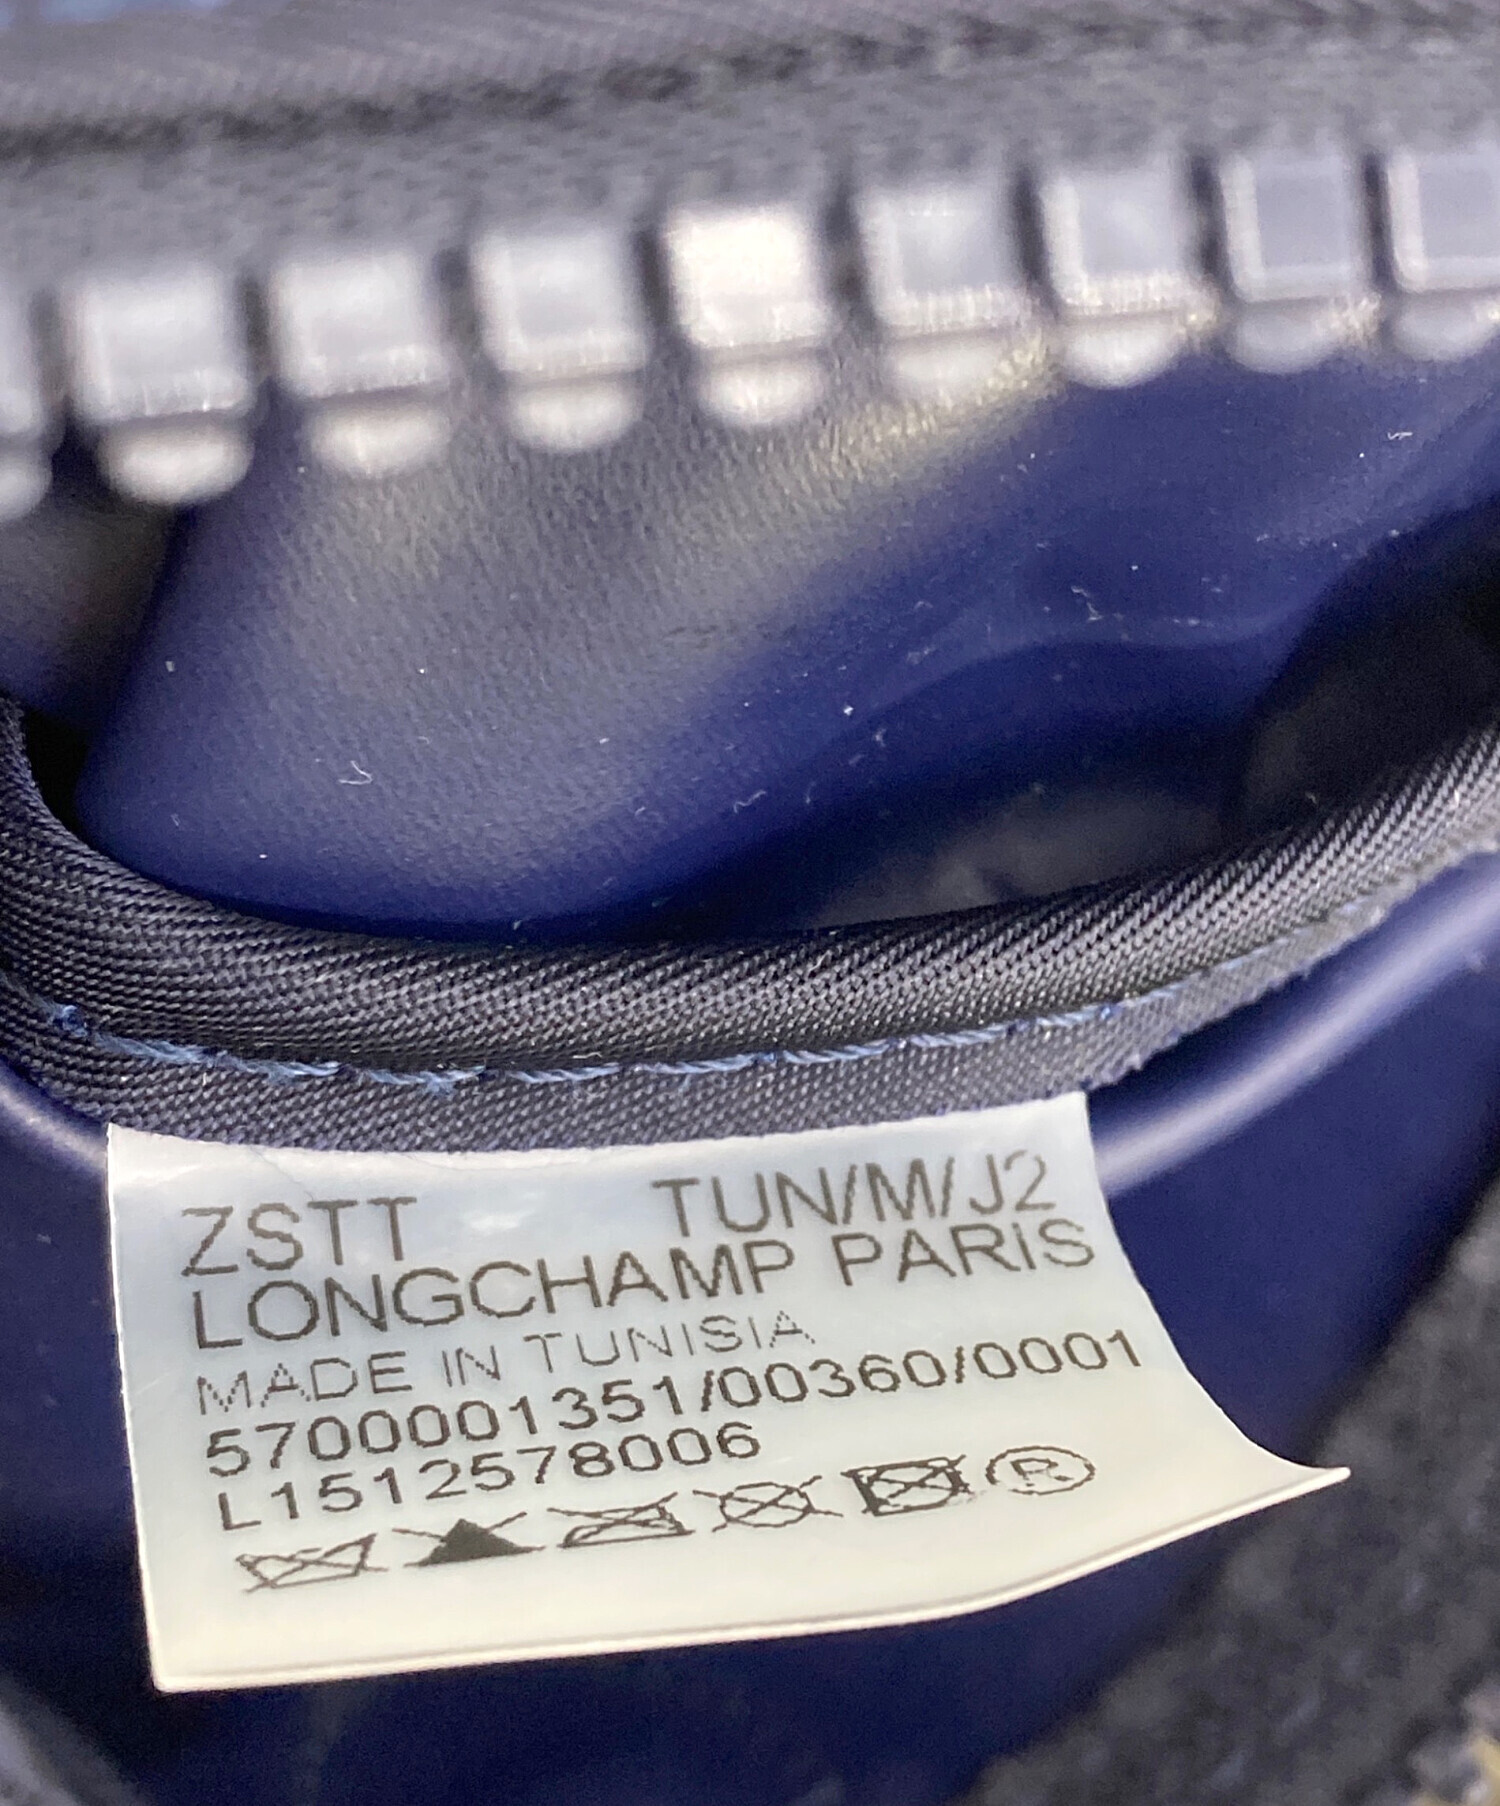 ZSTT TUN/M/J2
LONGCHAMP PARIS
MADE IN TUNISIA
5700001351/00360/0001
L1512578006
Ⓡ